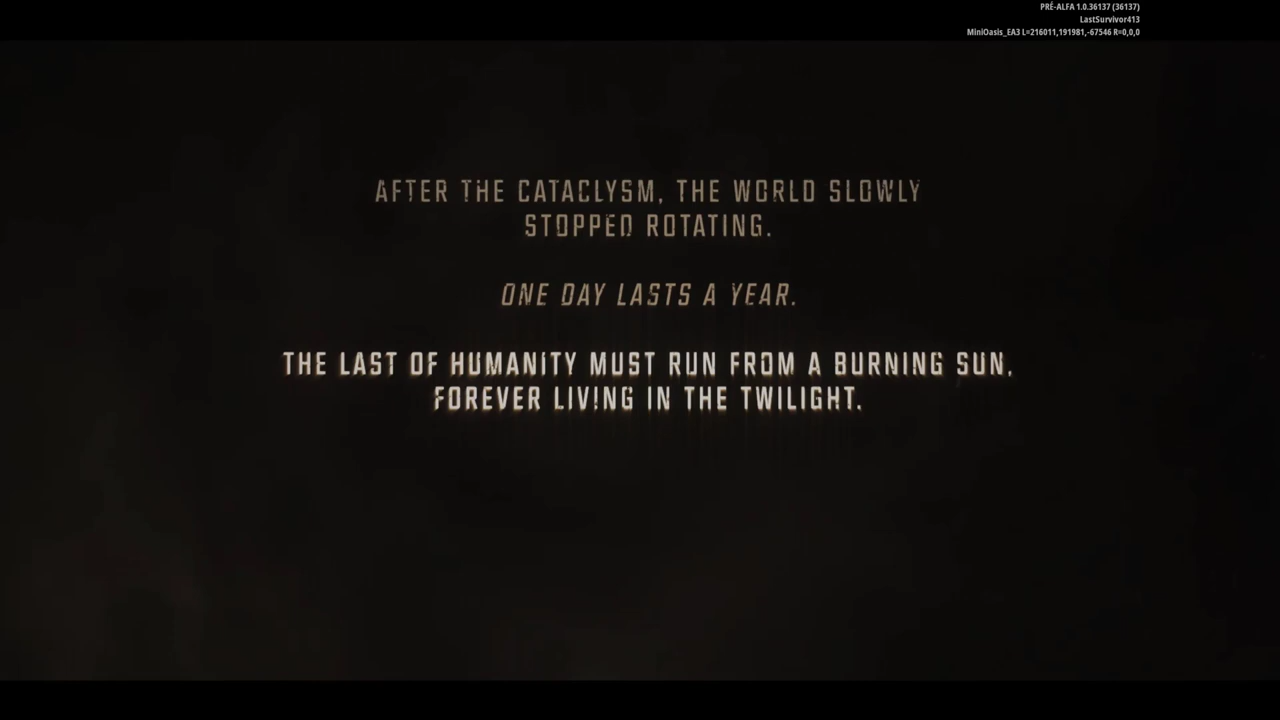 PRÉ-ALFA 1.0.36137 (36137)
LastSurvivor413
MiniOasis_EA3 L=216011,191981,-67546 R=0,0,0
AFTER THE CATACLYSM, THE WORLD SLOWLY
STOPPED ROTATING.
ONE DAY LASTS A YEAR.
THE LAST OF HUMANITY MUST RUN FROM A BURNING SUN,
FOREVER LIVING IN THE TWILIGHT.